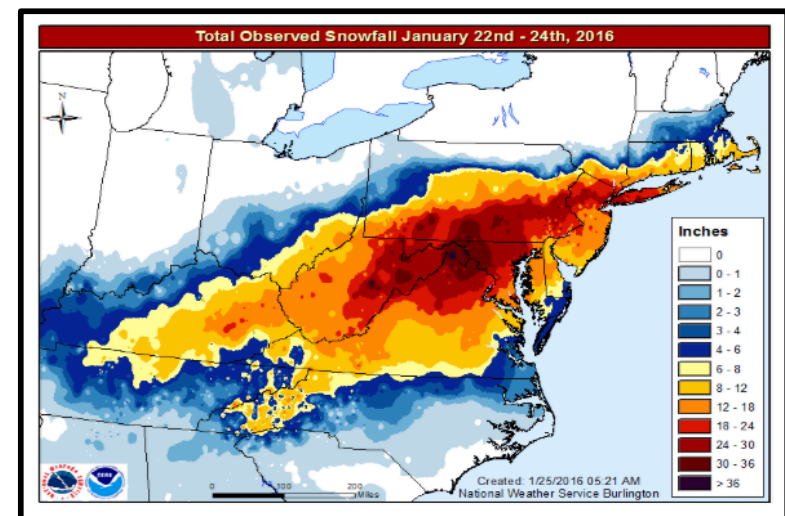 Total Observed Snowfall January 22nd - 24th, 2016
N
Inches
0
0 - 1
1 - 2
2 - 3
3 - 4
4 - 6
6 - 8
8 - 12
12 - 18
18 - 24
24 - 30
30 - 36
> 36
0 100 200
Miles
Created: 1/25/2016 05:21 AM
National Weather Service Burlington